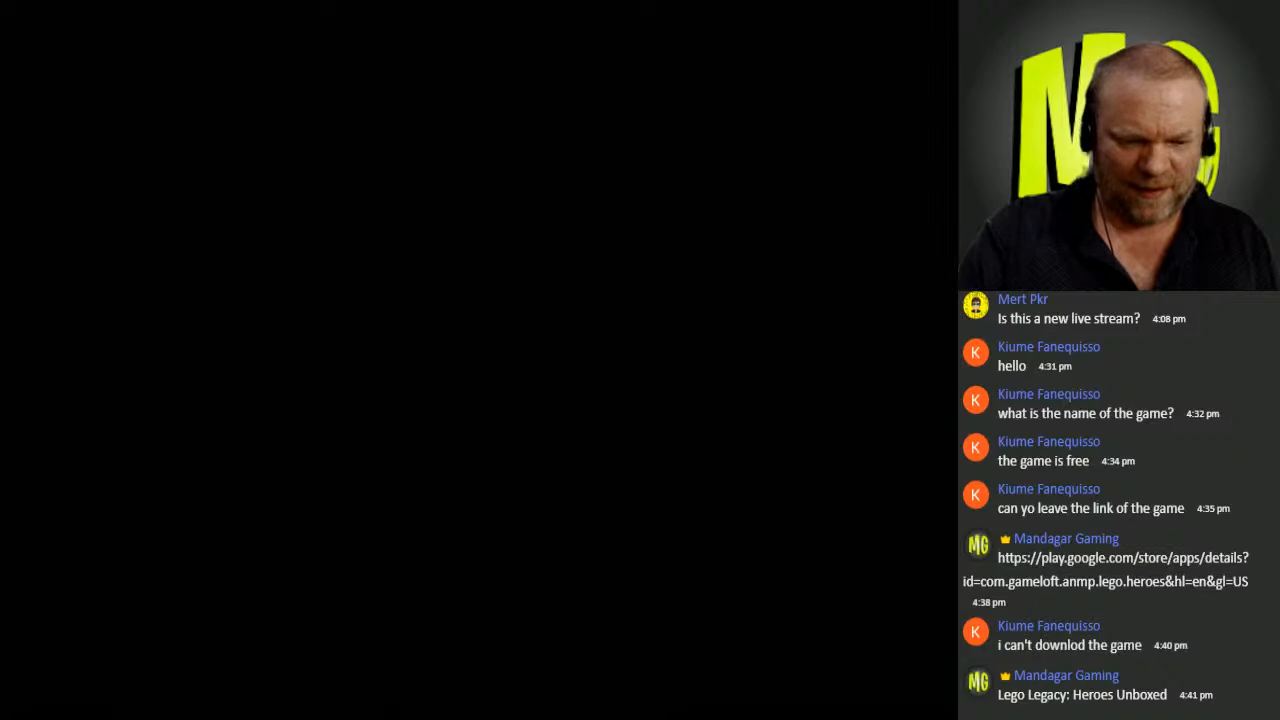 MG
Mert Pkr
Is this a new live stream? 4:08 pm
K
Kiume Fanequisso
hello 4:31 pm
K
Kiume Fanequisso
what is the name of the game? 4:32 pm
K
Kiume Fanequisso
the game is free 4:34 pm
K
Kiume Fanequisso
can yo leave the link of the game 4:35 pm
MG
Mandagar Gaming
https://play.google.com/store/apps/details?
id=com.gameloft.anmp.lego.heroes&hl=en&gl=US
4:38 pm
K
Kiume Fanequisso
i can't downlod the game 4:40 pm
MG
Mandagar Gaming
Lego Legacy: Heroes Unboxed 4:41 pm